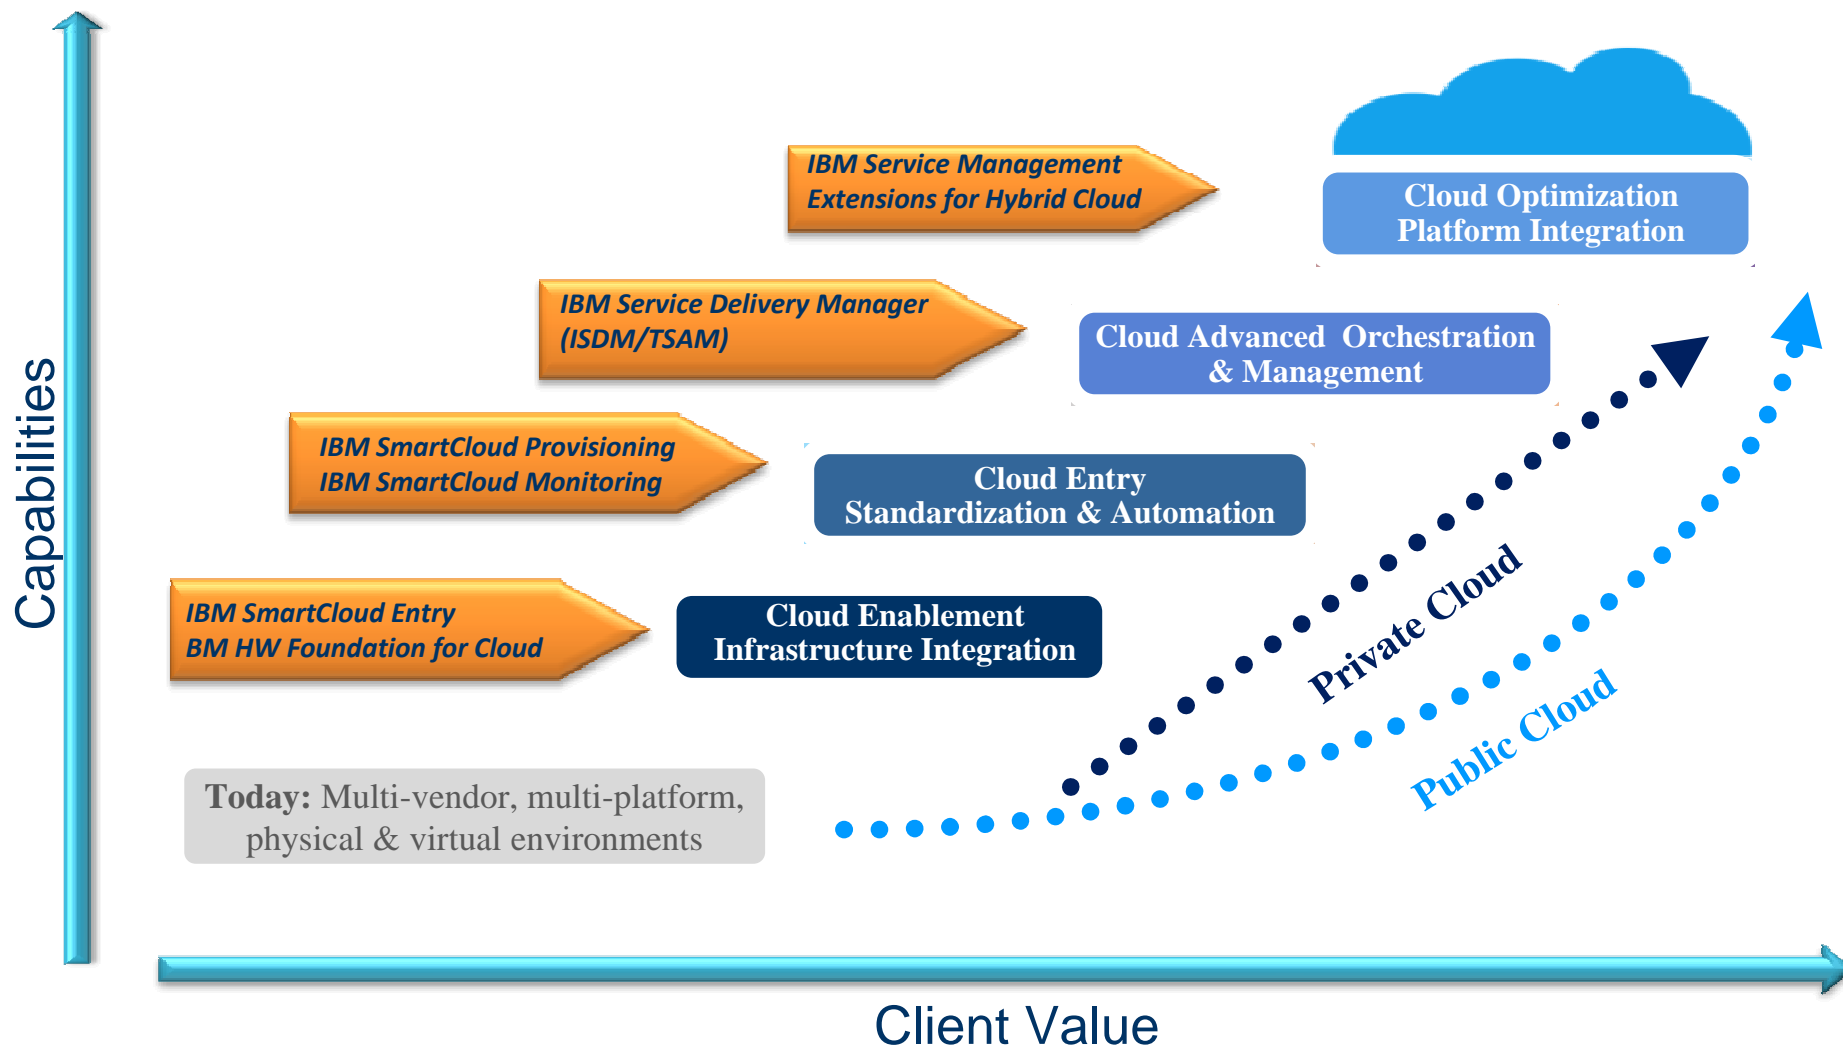 IBM Service Management
Extensions for Hybrid Cloud
Cloud Optimization
Platform Integration
IBM Service Delivery Manager
(ISDM/TSAM)
Cloud Advanced  Orchestration
& Management
IBM SmartCloud Provisioning
IBM SmartCloud Monitoring
Cloud Entry
Standardization & Automation
IBM SmartCloud Entry
BM HW Foundation for Cloud
Cloud Enablement
Infrastructure Integration
Private Cloud
Public Cloud
Today: Multi-vendor, multi-platform,
physical & virtual environments
Capabilities
Client Value